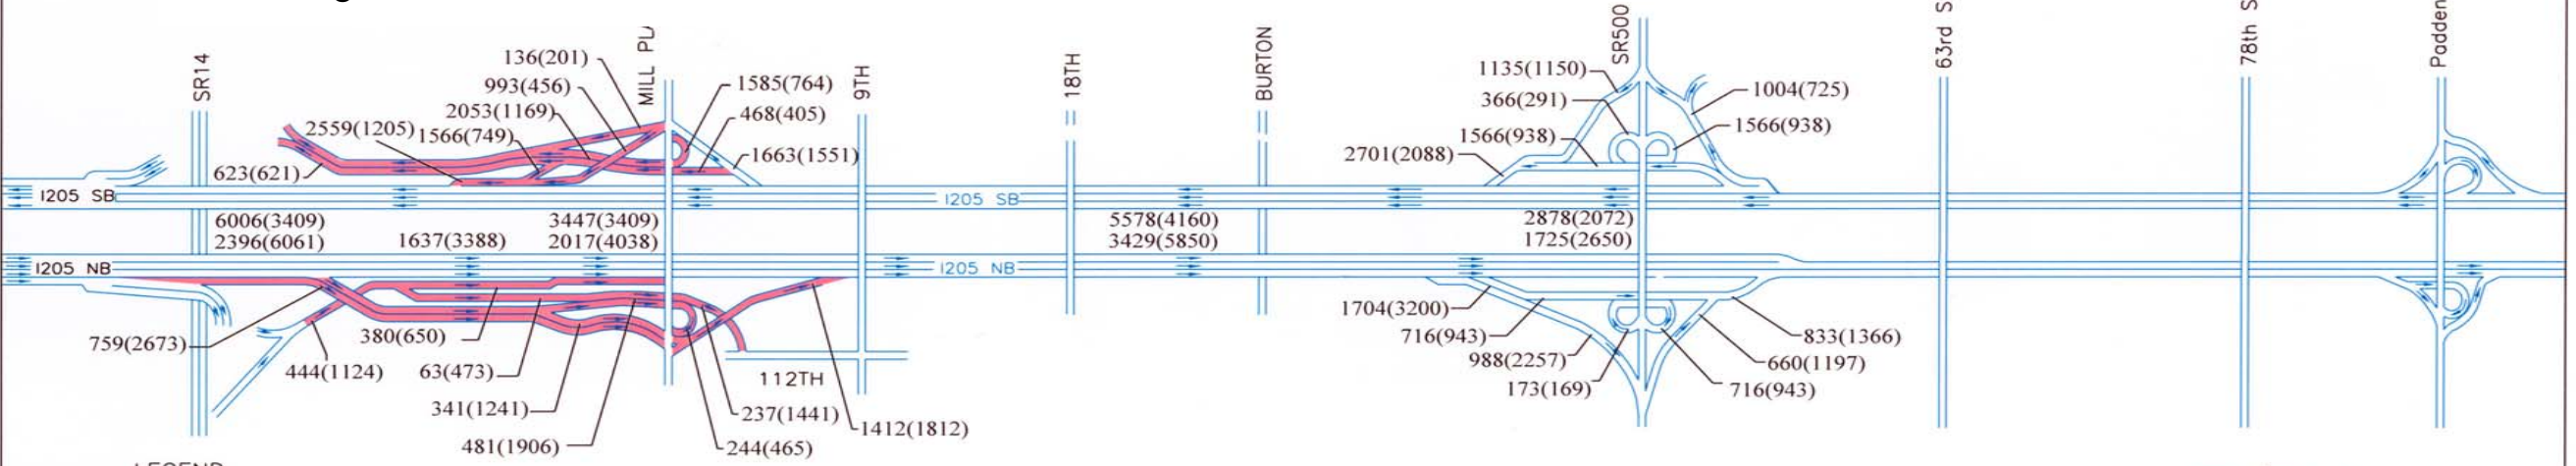 SR14
MILL PL
9TH
18TH
BURTON
SR500
63rd S
78th S
Padden
136(201)
993(456)
2053(1169)
2559(1205)
1566(749)
623(621)
1585(764)
468(405)
1663(1551)
1135(1150)
366(291)
1566(938)
2701(2088)
1004(725)
1566(938)
I205 SB
I205 SB
6006(3409)
2396(6061)
1637(3388)
3447(3409)
2017(4038)
5578(4160)
3429(5850)
2878(2072)
1725(2650)
I205 NB
I205 NB
759(2673)
444(1124)
380(650)
63(473)
341(1241)
481(1906)
112TH
237(1441)
244(465)
1412(1812)
1704(3200)
716(943)
988(2257)
173(169)
833(1366)
660(1197)
716(943)